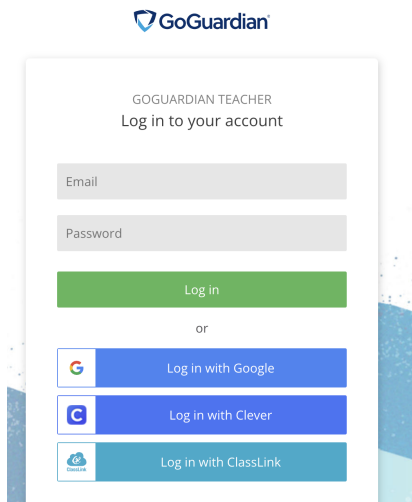 GoGuardian
GOGUARDIAN TEACHER
Log in to your account
Email
Password
Log in
or
Log in with Google
C
Log in with Clever
ClassLink
Log in with ClassLink